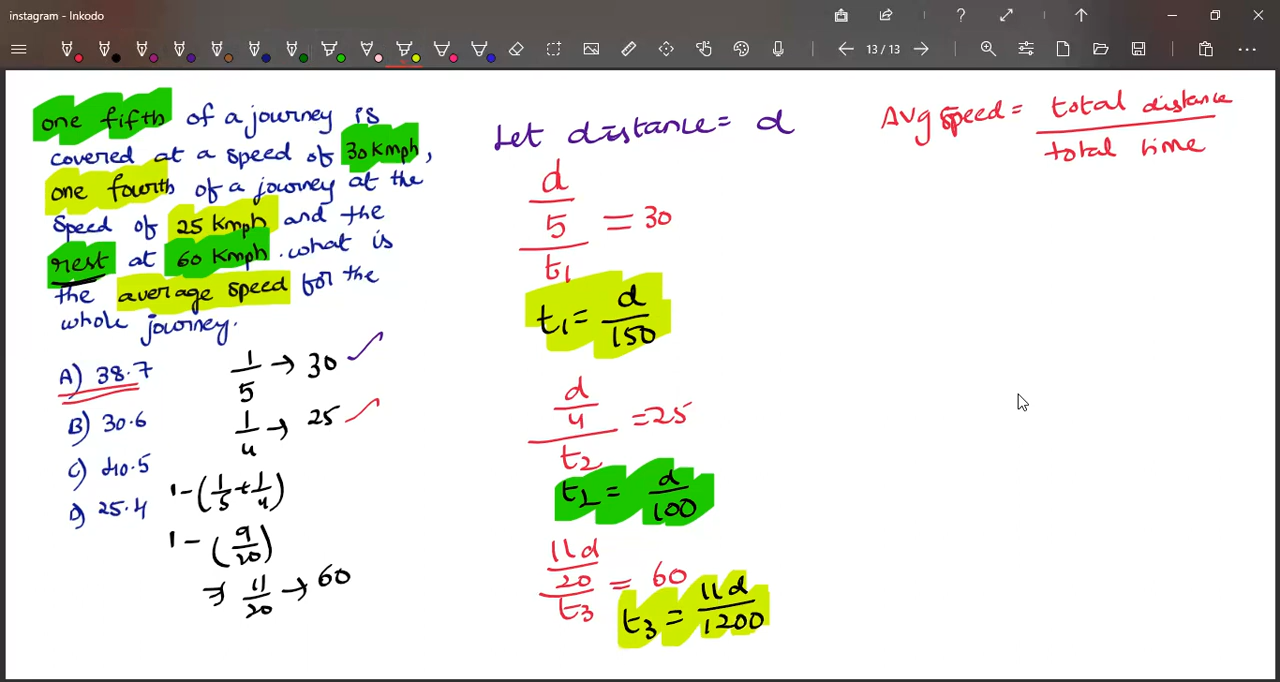 instagram - Inkodo
13/13
one fifth of a journey is
covered at a speed of 30 Kmph,
one fourth of a journey at the
speed of 25 Kmph and the
rest at 60 Kmph. what is
the average speed for the
whole journey.
A) 38.7
B) 30.6
C) 40.5
D) 25.4
1/5 → 30 ✓
1/4 → 25 ✓
1 - (1/5 + 1/4)
1 - (9/20)
⇒ 11/20 → 60
Let distance = d
d/5 / t1 = 30
t1 = d/150
d/4 / t2 = 25
t2 = d/100
11d/20 / t3 = 60
t3 = 11d/1200
Avg speed = total distance / total time